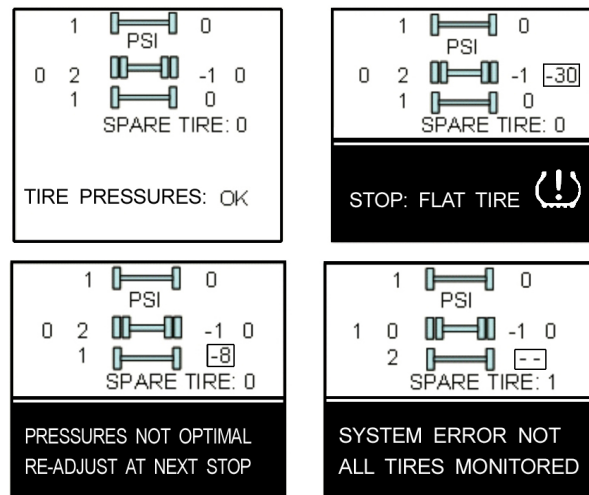 1 0
PSI
0 2 -1 0
1 0
SPARE TIRE: 0
TIRE PRESSURES: OK
1 0
PSI
0 2 -1 -30
1 0
SPARE TIRE: 0
STOP: FLAT TIRE (!)
1 0
PSI
0 2 -1 0
1 -8
SPARE TIRE: 0
PRESSURES NOT OPTIMAL
RE-ADJUST AT NEXT STOP
1 0
PSI
1 0 -1 0
2 --
SPARE TIRE: 1
SYSTEM ERROR NOT
ALL TIRES MONITORED